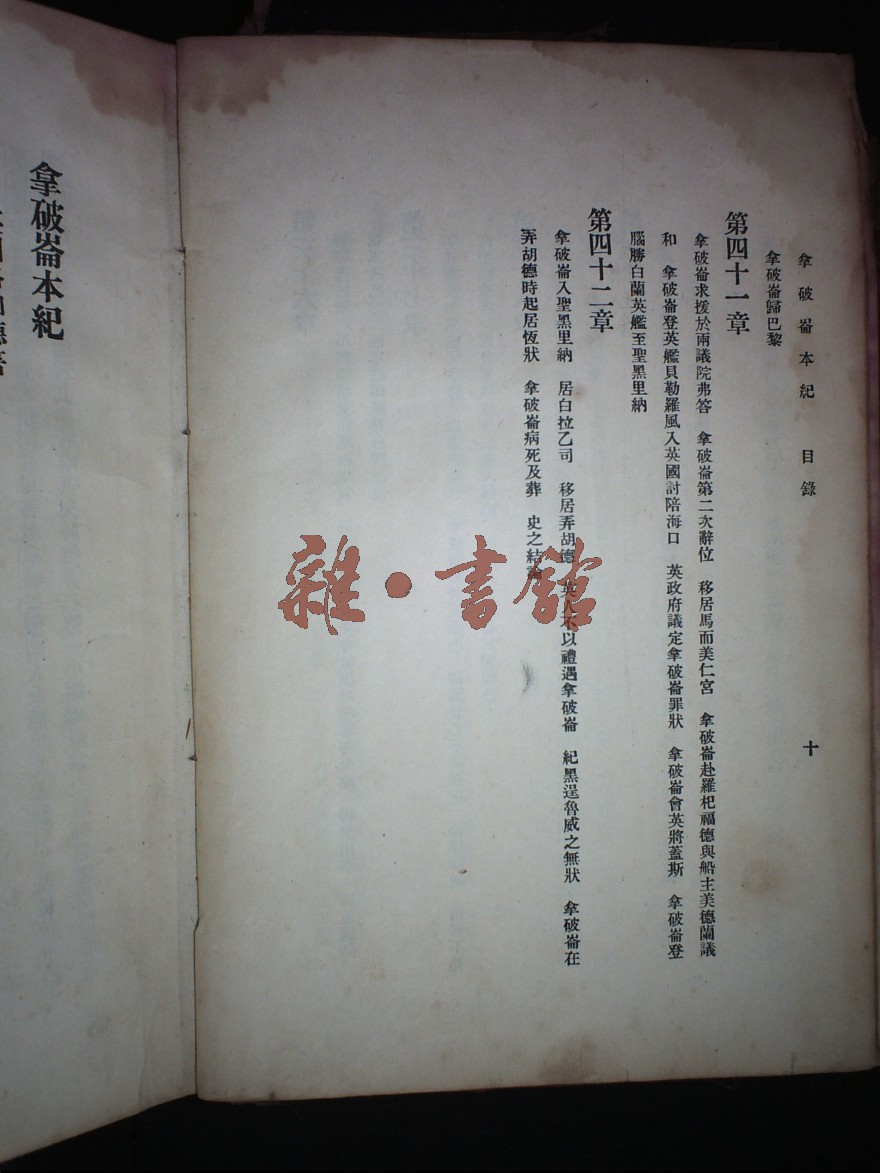 拿破崙本紀　目錄　十
拿破崙歸巴黎
第四十一章
拿破崙求援於兩議院弗答　拿破崙第二次辭位　移居馬而美仁宮　拿破崙赴羅杞福德與船主美德蘭議
和　拿破崙登英艦貝勒羅風入英國討陪海口　英政府議定拿破崙罪狀　拿破崙會英將蓋斯　拿破崙登
腦勝白蘭英艦至聖黑里納
第四十二章
拿破崙入聖黑里納　居白拉乙司　移居弄胡德　英人不以禮遇拿破崙　紀黑逞魯威之無狀　拿破崙在
弄胡德時起居恆狀　拿破崙病死及葬　史之結論
拿破崙本紀
雜·書館